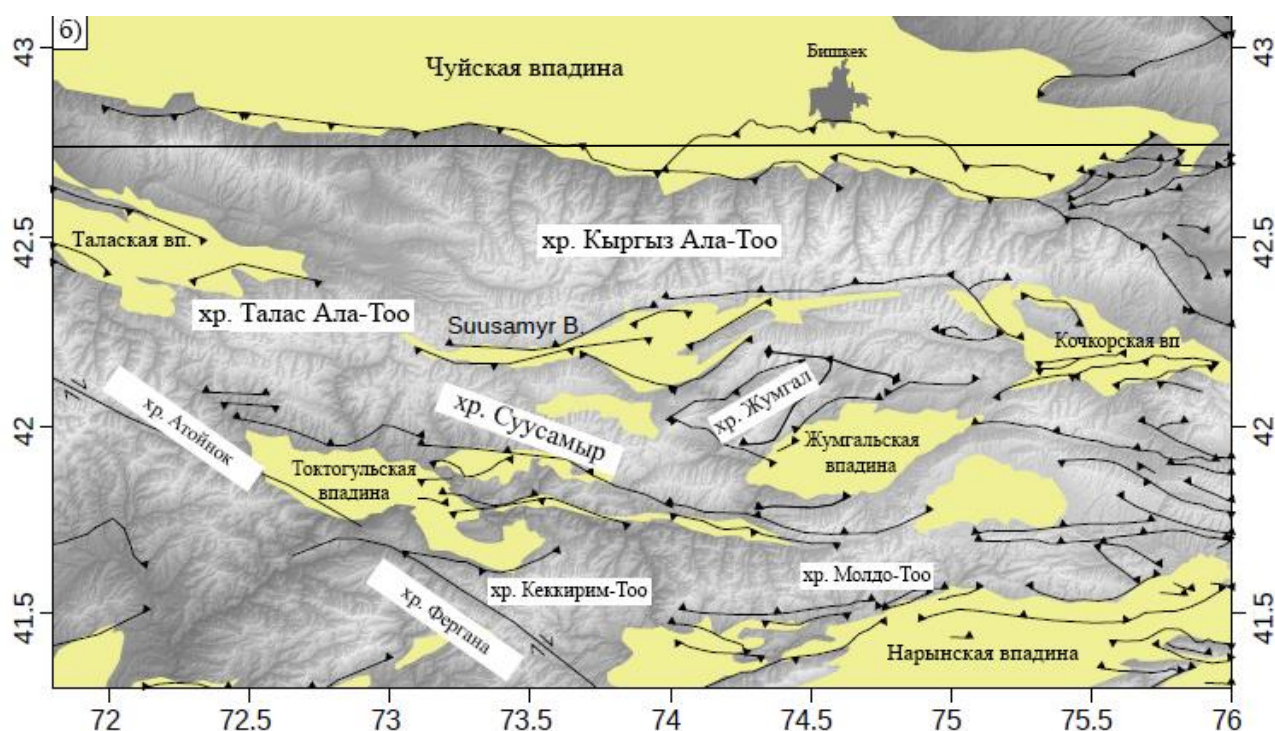 б)
43
43
Бишкек
Чуйская впадина
42.5
42.5
Талаская вп.
хр. Кыргыз Ала-Тоо
хр. Талас Ала-Тоо
Suusamyr B.
Кочкорская вп
хр. Жумгал
хр. Атойнок
хр. Суусамыр
42
42
Жумгальская
впадина
Токтогульская
впадина
хр. Кеккирим-Тоо
хр. Молдо-Тоо
хр. Фергана
41.5
41.5
Нарынская впадина
72
72.5
73
73.5
74
74.5
75
75.5
76